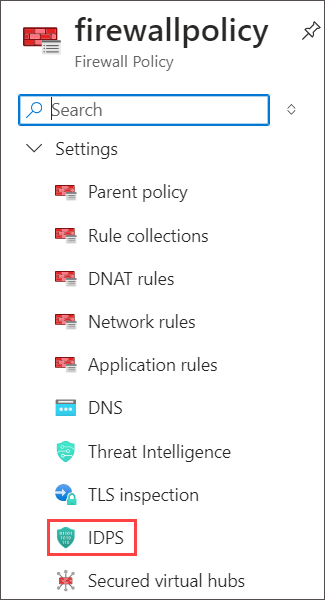 firewallpolicy
Firewall Policy
Search
Settings
Parent policy
Rule collections
DNAT rules
Network rules
Application rules
DNS
Threat Intelligence
TLS inspection
IDPS
Secured virtual hubs